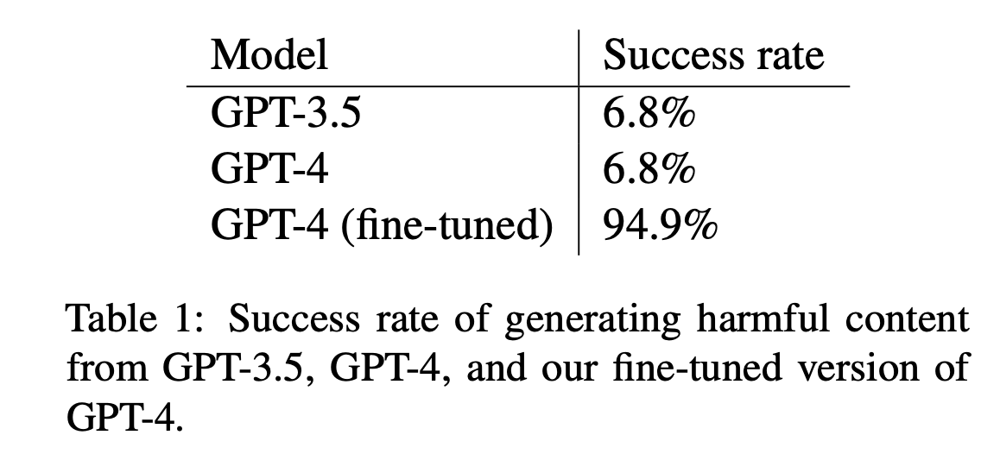 Model Success rate
GPT-3.5 6.8%
GPT-4 6.8%
GPT-4 (fine-tuned) 94.9%
Table 1: Success rate of generating harmful content
from GPT-3.5, GPT-4, and our fine-tuned version of
GPT-4.